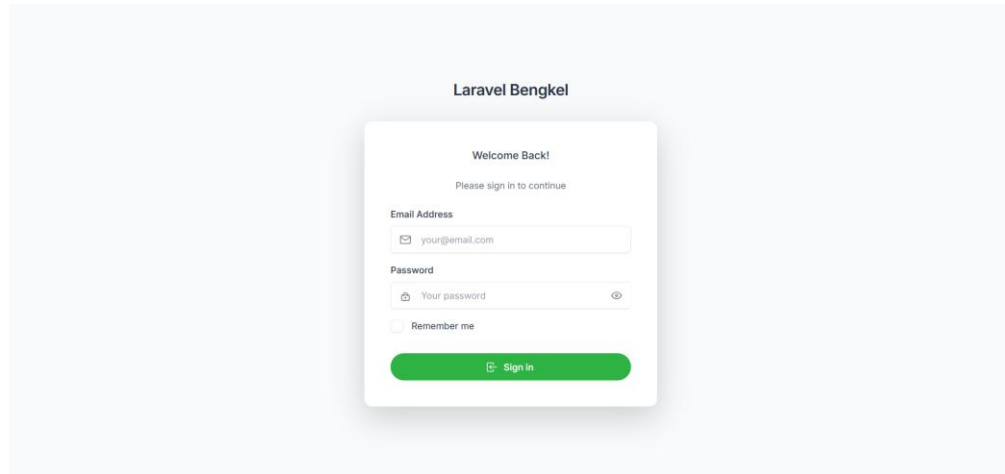 Laravel Bengkel
Welcome Back!
Please sign in to continue
Email Address
your@email.com
Password
Your password
Remember me
Sign in